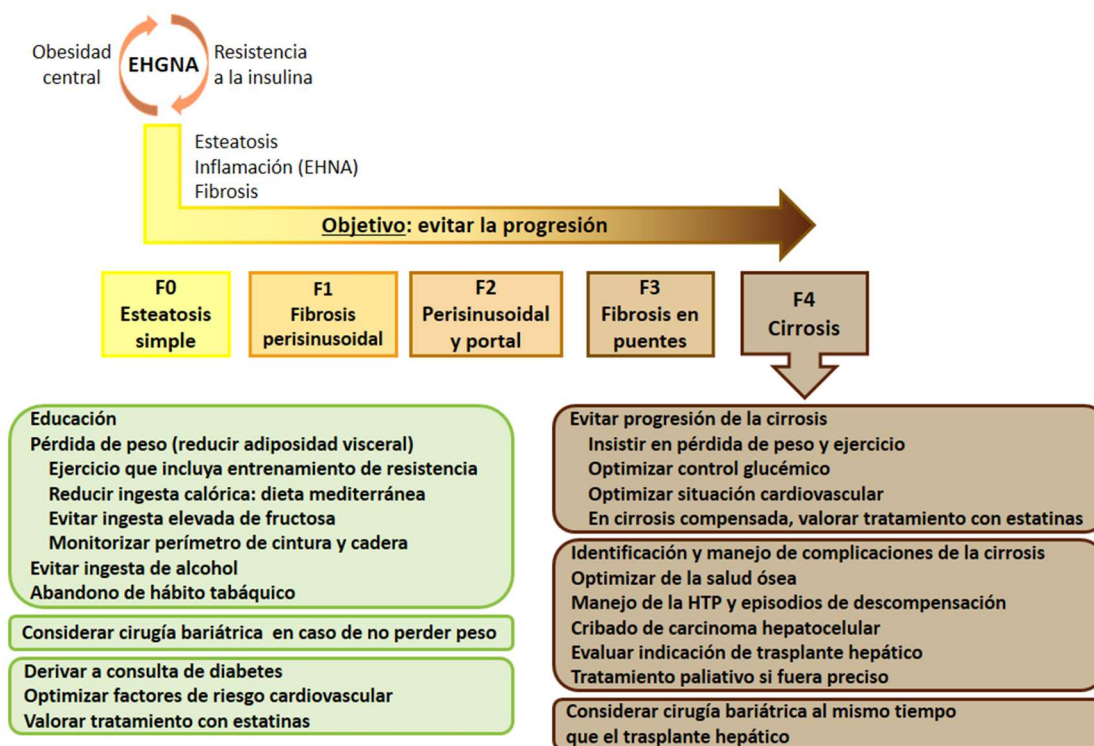 Obesidad
central
EHGNA
Resistencia
a la insulina
Esteatosis
Inflamación (EHNA)
Fibrosis
Objetivo: evitar la progresión
F0
Esteatosis
simple
F1
Fibrosis
perisinusoidal
F2
Perisinusoidal
y portal
F3
Fibrosis en
puentes
F4
Cirrosis
Educación
Pérdida de peso (reducir adiposidad visceral)
Ejercicio que incluya entrenamiento de resistencia
Reducir ingesta calórica: dieta mediterránea
Evitar ingesta elevada de fructosa
Monitorizar perímetro de cintura y cadera
Evitar ingesta de alcohol
Abandono de hábito tabáquico
Considerar cirugía bariátrica en caso de no perder peso
Derivar a consulta de diabetes
Optimizar factores de riesgo cardiovascular
Valorar tratamiento con estatinas
Evitar progresión de la cirrosis
Insistir en pérdida de peso y ejercicio
Optimizar control glucémico
Optimizar situación cardiovascular
En cirrosis compensada, valorar tratamiento con estatinas
Identificación y manejo de complicaciones de la cirrosis
Optimizar de la salud ósea
Manejo de la HTP y episodios de descompensación
Cribado de carcinoma hepatocelular
Evaluar indicación de trasplante hepático
Tratamiento paliativo si fuera preciso
Considerar cirugía bariátrica al mismo tiempo
que el trasplante hepático